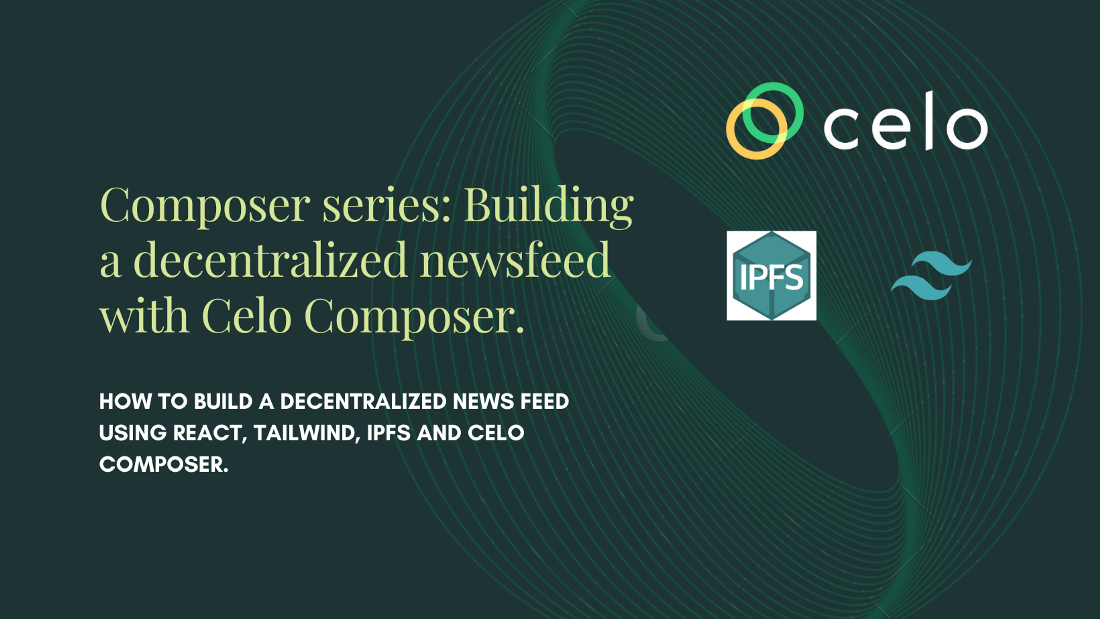 celo
Composer series: Building
a decentralized newsfeed
with Celo Composer.
IPFS
HOW TO BUILD A DECENTRALIZED NEWS FEED
USING REACT, TAILWIND, IPFS AND CELO
COMPOSER.